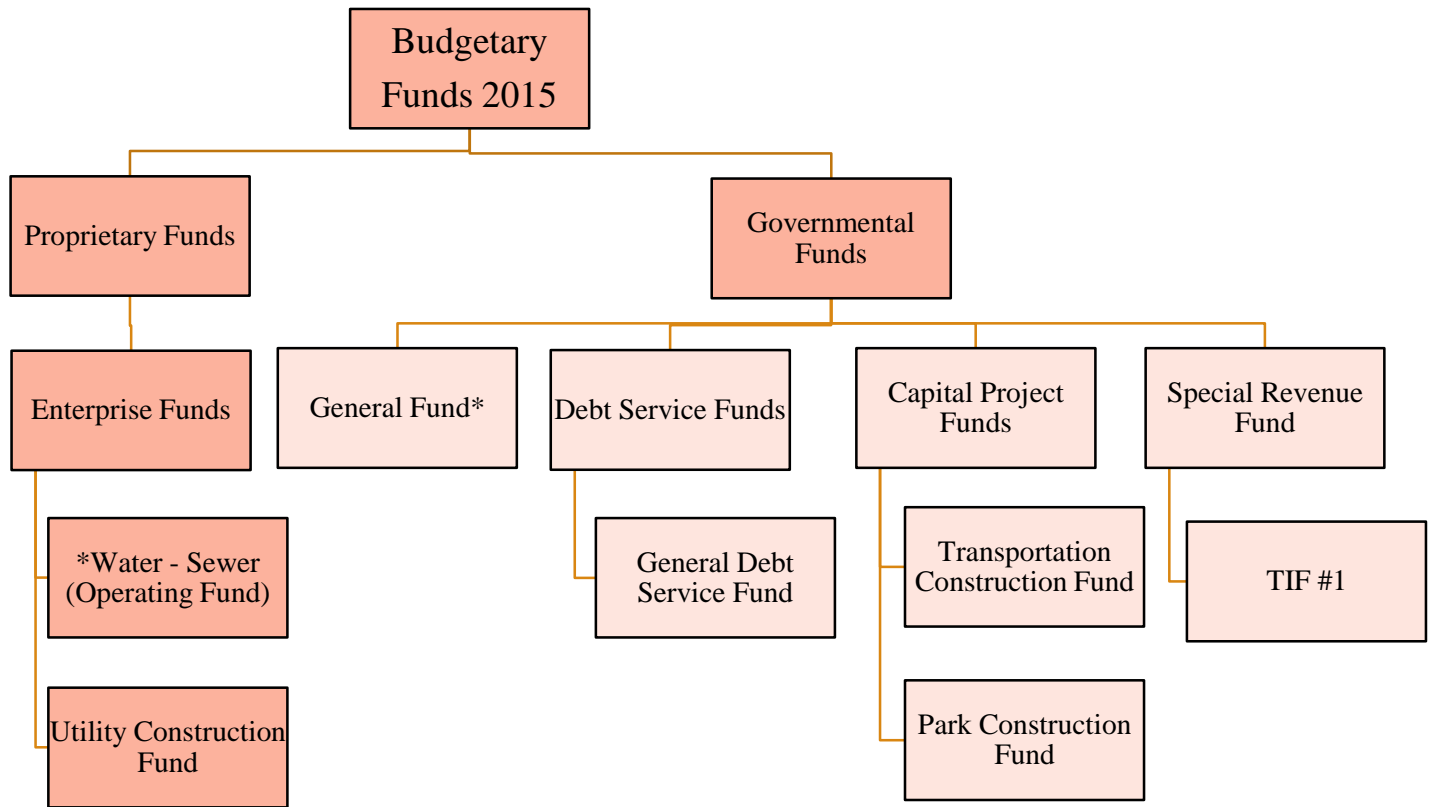 Budgetary
Funds 2015
Proprietary Funds
Governmental
Funds
Enterprise Funds
General Fund*
Debt Service Funds
Capital Project
Funds
Special Revenue
Fund
*Water - Sewer
(Operating Fund)
General Debt
Service Fund
Transportation
Construction Fund
TIF #1
Utility Construction
Fund
Park Construction
Fund